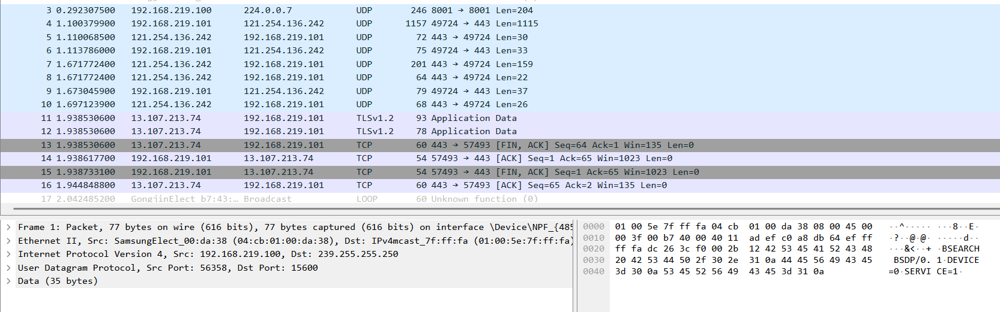 3 0.292307500 192.168.219.100 224.0.0.7 UDP 246 8001 → 8001 Len=204
4 1.100379900 192.168.219.101 121.254.136.242 UDP 1157 49724 → 443 Len=1115
5 1.110068500 121.254.136.242 192.168.219.101 UDP 72 443 → 49724 Len=30
6 1.113786000 192.168.219.101 121.254.136.242 UDP 75 49724 → 443 Len=33
7 1.671772400 121.254.136.242 192.168.219.101 UDP 201 443 → 49724 Len=159
8 1.671772400 121.254.136.242 192.168.219.101 UDP 64 443 → 49724 Len=22
9 1.673045900 192.168.219.101 121.254.136.242 UDP 79 49724 → 443 Len=37
10 1.697123900 121.254.136.242 192.168.219.101 UDP 68 443 → 49724 Len=26
11 1.938530600 13.107.213.74 192.168.219.101 TLSv1.2 93 Application Data
12 1.938530600 13.107.213.74 192.168.219.101 TLSv1.2 78 Application Data
13 1.938530600 13.107.213.74 192.168.219.101 TCP 60 443 → 57493 [FIN, ACK] Seq=64 Ack=1 Win=135 Len=0
14 1.938617700 192.168.219.101 13.107.213.74 TCP 54 57493 → 443 [ACK] Seq=1 Ack=65 Win=1023 Len=0
15 1.938733100 192.168.219.101 13.107.213.74 TCP 54 57493 → 443 [FIN, ACK] Seq=1 Ack=65 Win=1023 Len=0
16 1.944848800 13.107.213.74 192.168.219.101 TCP 60 443 → 57493 [ACK] Seq=65 Ack=2 Win=135 Len=0
17 2.042485200 GongjinElect_b7:43:… Broadcast LOOP 60 Unknown function (0)
Frame 1: Packet, 77 bytes on wire (616 bits), 77 bytes captured (616 bits) on interface \Device\NPF_{485
Ethernet II, Src: SamsungElect_00:da:38 (04:cb:01:00:da:38), Dst: IPv4mcast_7f:ff:fa (01:00:5e:7f:ff:fa)
Internet Protocol Version 4, Src: 192.168.219.100, Dst: 239.255.255.250
User Datagram Protocol, Src Port: 56358, Dst Port: 15600
Data (35 bytes)
0000 01 00 5e 7f ff fa 04 cb 01 00 da 38 08 00 45 00 ··^····· ···8··E·
0010 00 3f 00 b7 40 00 40 11 ad ef c0 a8 db 64 ef ff ·?··@·@· ·····d··
0020 ff fa dc 26 3c f0 00 2b 12 42 53 45 41 52 43 48 ···&<··+ ·BSEARCH
0030 20 42 53 44 50 2f 30 2e 31 0a 44 45 56 49 43 45 BSDP/0. 1·DEVICE
0040 3d 30 0a 53 45 52 56 49 43 45 3d 31 0a =0·SERVI CE=1·